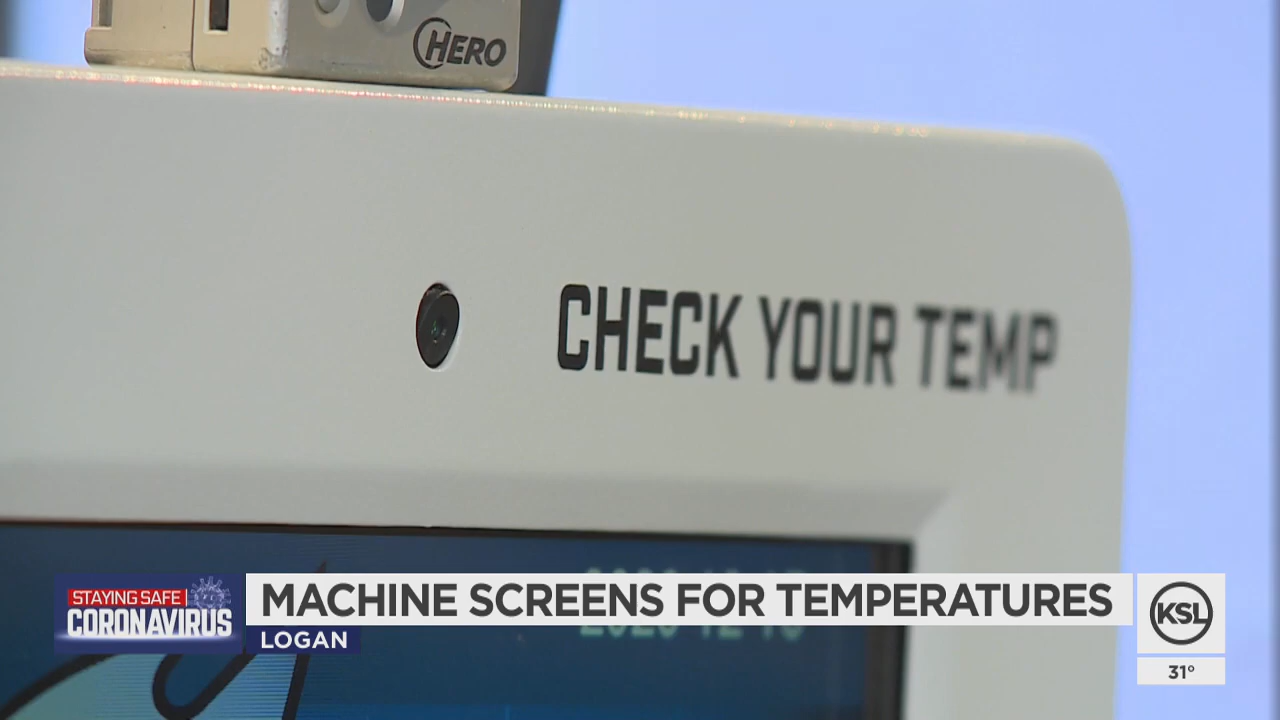 HERO
CHECK YOUR TEMP
STAYING SAFE
CORONAVIRUS
MACHINE SCREENS FOR TEMPERATURES
LOGAN
KSL
31°